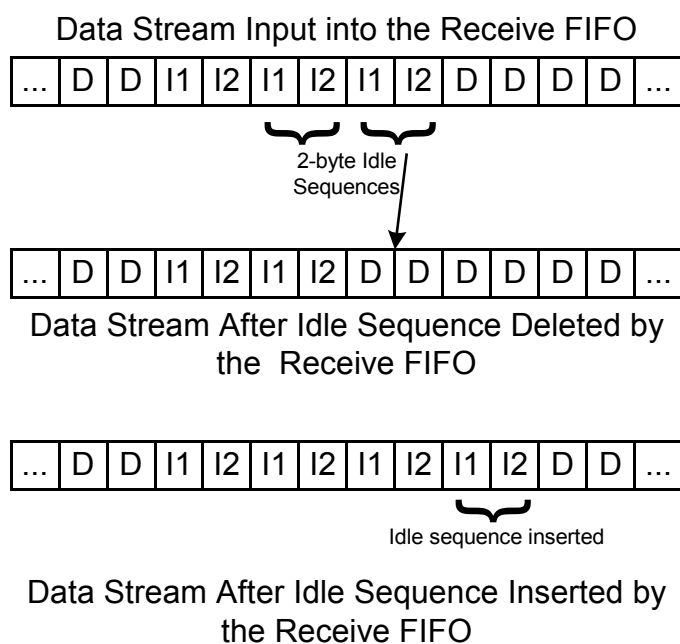 Data Stream Input into the Receive FIFO
... D D I1 I2 I1 I2 I1 I2 D D D D ...
2-byte Idle
Sequences
... D D I1 I2 I1 I2 D D D D D D ...
Data Stream After Idle Sequence Deleted by
the Receive FIFO
... D D I1 I2 I1 I2 I1 I2 I1 I2 D D ...
Idle sequence inserted
Data Stream After Idle Sequence Inserted by
the Receive FIFO